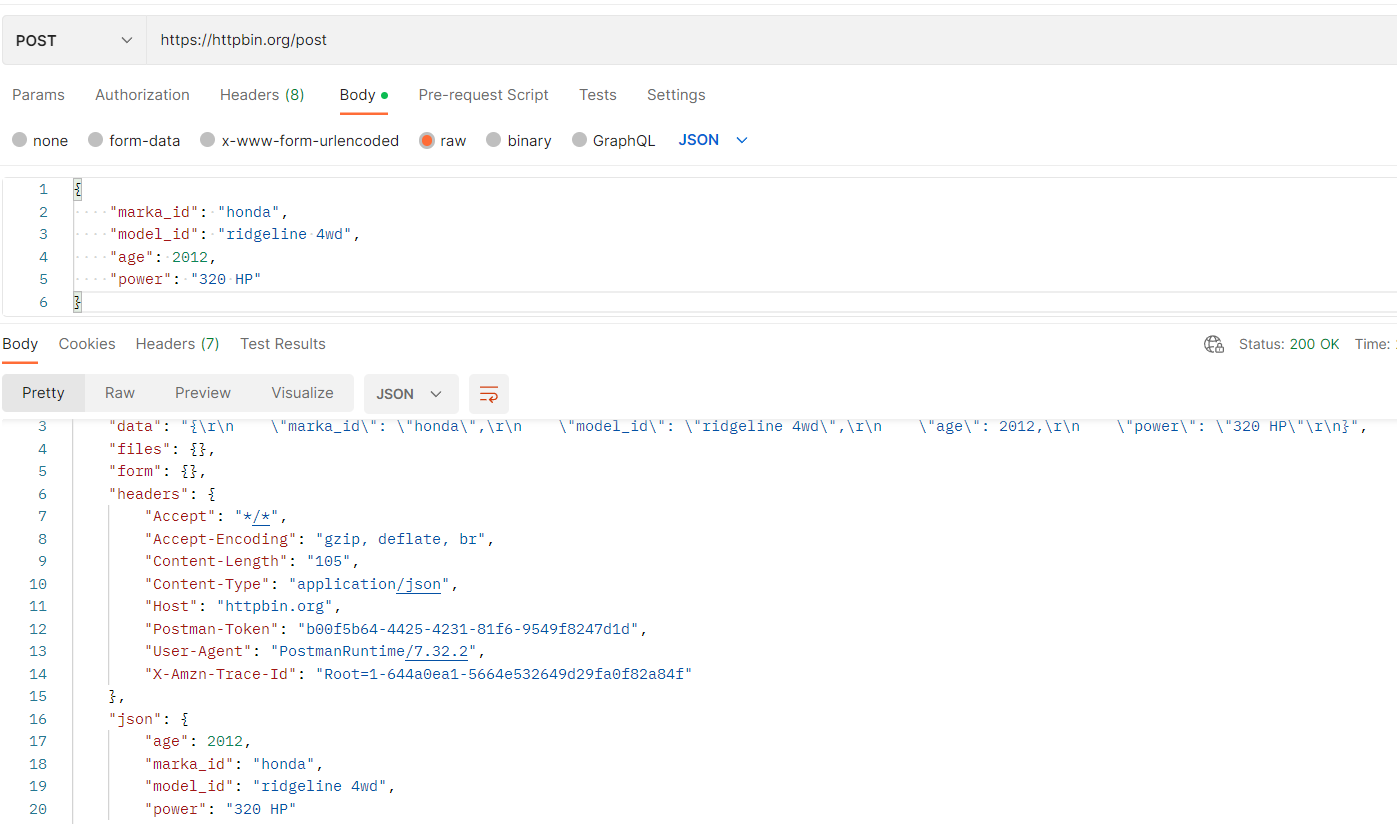 POST https://httpbin.org/post
Params Authorization Headers (8) Body Pre-request Script Tests Settings
none form-data x-www-form-urlencoded raw binary GraphQL JSON
1 {
2 "marka_id": "honda",
3 "model_id": "ridgeline 4wd",
4 "age": 2012,
5 "power": "320 HP"
6 }
Body Cookies Headers (7) Test Results Status: 200 OK Time:
Pretty Raw Preview Visualize JSON
3 "data": "{\r\n    \"marka_id\": \"honda\",\r\n    \"model_id\": \"ridgeline 4wd\",\r\n    \"age\": 2012,\r\n    \"power\": \"320 HP\"\r\n}",
4 "files": {},
5 "form": {},
6 "headers": {
7 "Accept": "*/*",
8 "Accept-Encoding": "gzip, deflate, br",
9 "Content-Length": "105",
10 "Content-Type": "application/json",
11 "Host": "httpbin.org",
12 "Postman-Token": "b00f5b64-4425-4231-81f6-9549f8247d1d",
13 "User-Agent": "PostmanRuntime/7.32.2",
14 "X-Amzn-Trace-Id": "Root=1-644a0ea1-5664e532649d29fa0f82a84f"
15 },
16 "json": {
17 "age": 2012,
18 "marka_id": "honda",
19 "model_id": "ridgeline 4wd",
20 "power": "320 HP"